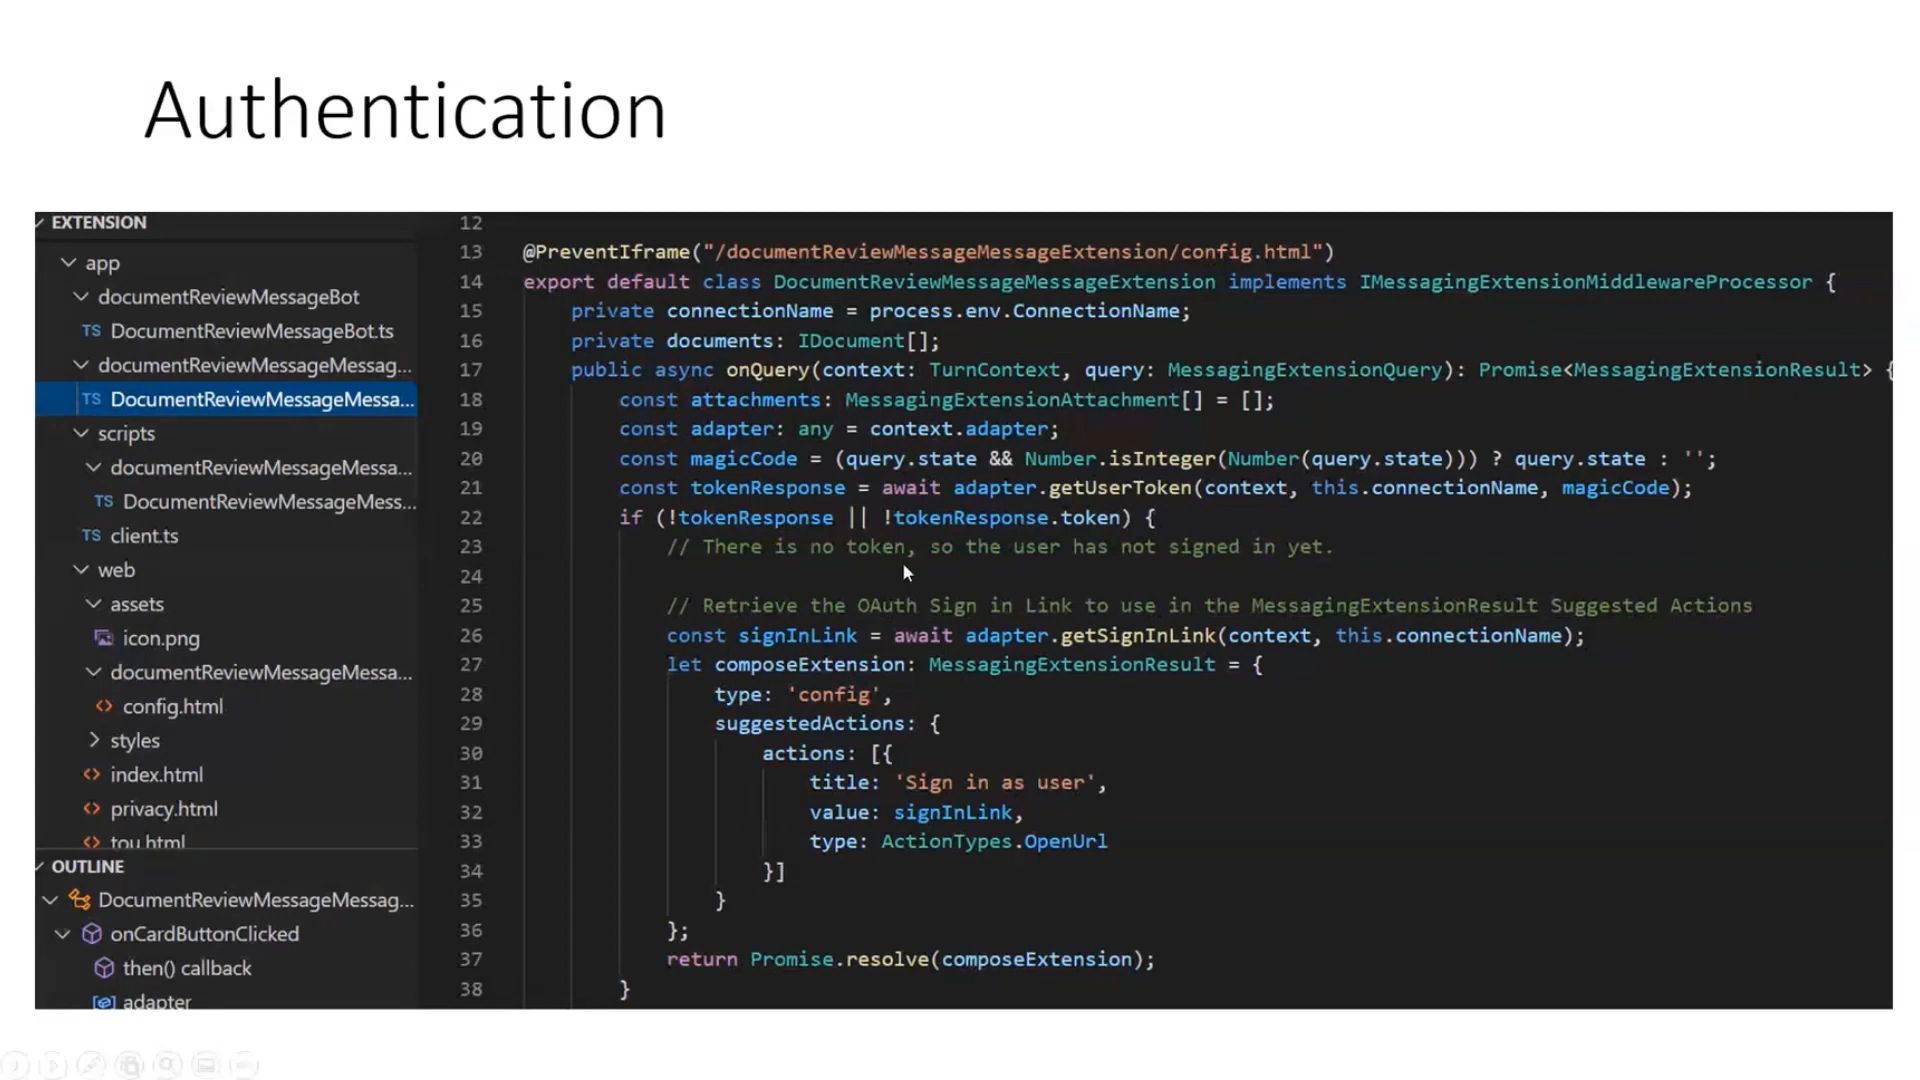 Authentication
EXTENSION
app
documentReviewMessageBot
TS DocumentReviewMessageBot.ts
documentReviewMessageMessag...
TS DocumentReviewMessageMessa...
scripts
documentReviewMessageMessa...
TS DocumentReviewMessageMess...
TS client.ts
web
assets
icon.png
documentReviewMessageMessa...
<> config.html
styles
<> index.html
<> privacy.html
<> tou.html
OUTLINE
DocumentReviewMessageMessag...
onCardButtonClicked
then() callback
adapter
12
13 @PreventIframe("/documentReviewMessageMessageExtension/config.html")
14 export default class DocumentReviewMessageMessageExtension implements IMessagingExtensionMiddlewareProcessor {
15 private connectionName = process.env.ConnectionName;
16 private documents: IDocument[];
17 public async onQuery(context: TurnContext, query: MessagingExtensionQuery): Promise<MessagingExtensionResult> {
18 const attachments: MessagingExtensionAttachment[] = [];
19 const adapter: any = context.adapter;
20 const magicCode = (query.state && Number.isInteger(Number(query.state))) ? query.state : '';
21 const tokenResponse = await adapter.getUserToken(context, this.connectionName, magicCode);
22 if (!tokenResponse || !tokenResponse.token) {
23 // There is no token, so the user has not signed in yet.
24
25 // Retrieve the OAuth Sign in Link to use in the MessagingExtensionResult Suggested Actions
26 const signInLink = await adapter.getSignInLink(context, this.connectionName);
27 let composeExtension: MessagingExtensionResult = {
28 type: 'config',
29 suggestedActions: {
30 actions: [{
31 title: 'Sign in as user',
32 value: signInLink,
33 type: ActionTypes.OpenUrl
34 }]
35 }
36 };
37 return Promise.resolve(composeExtension);
38 }